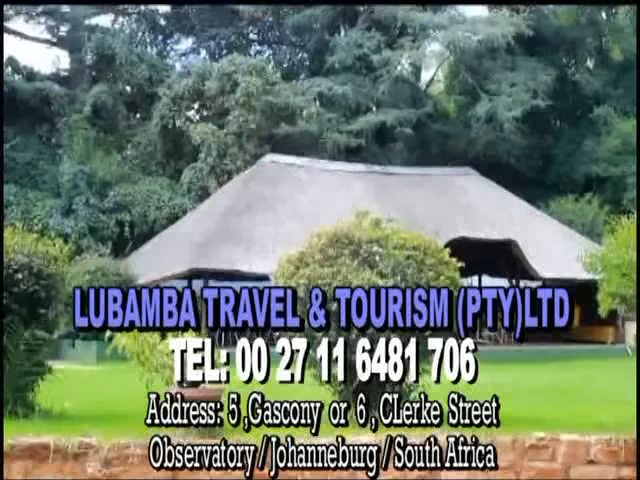 LUBAMBA TRAVEL & TOURISM (PTY)LTD
TEL: 00 27 11 6481 706
Address: 5 ,Gascony or 6 ,CLerke Street
Observatory / Johanneburg / South Africa